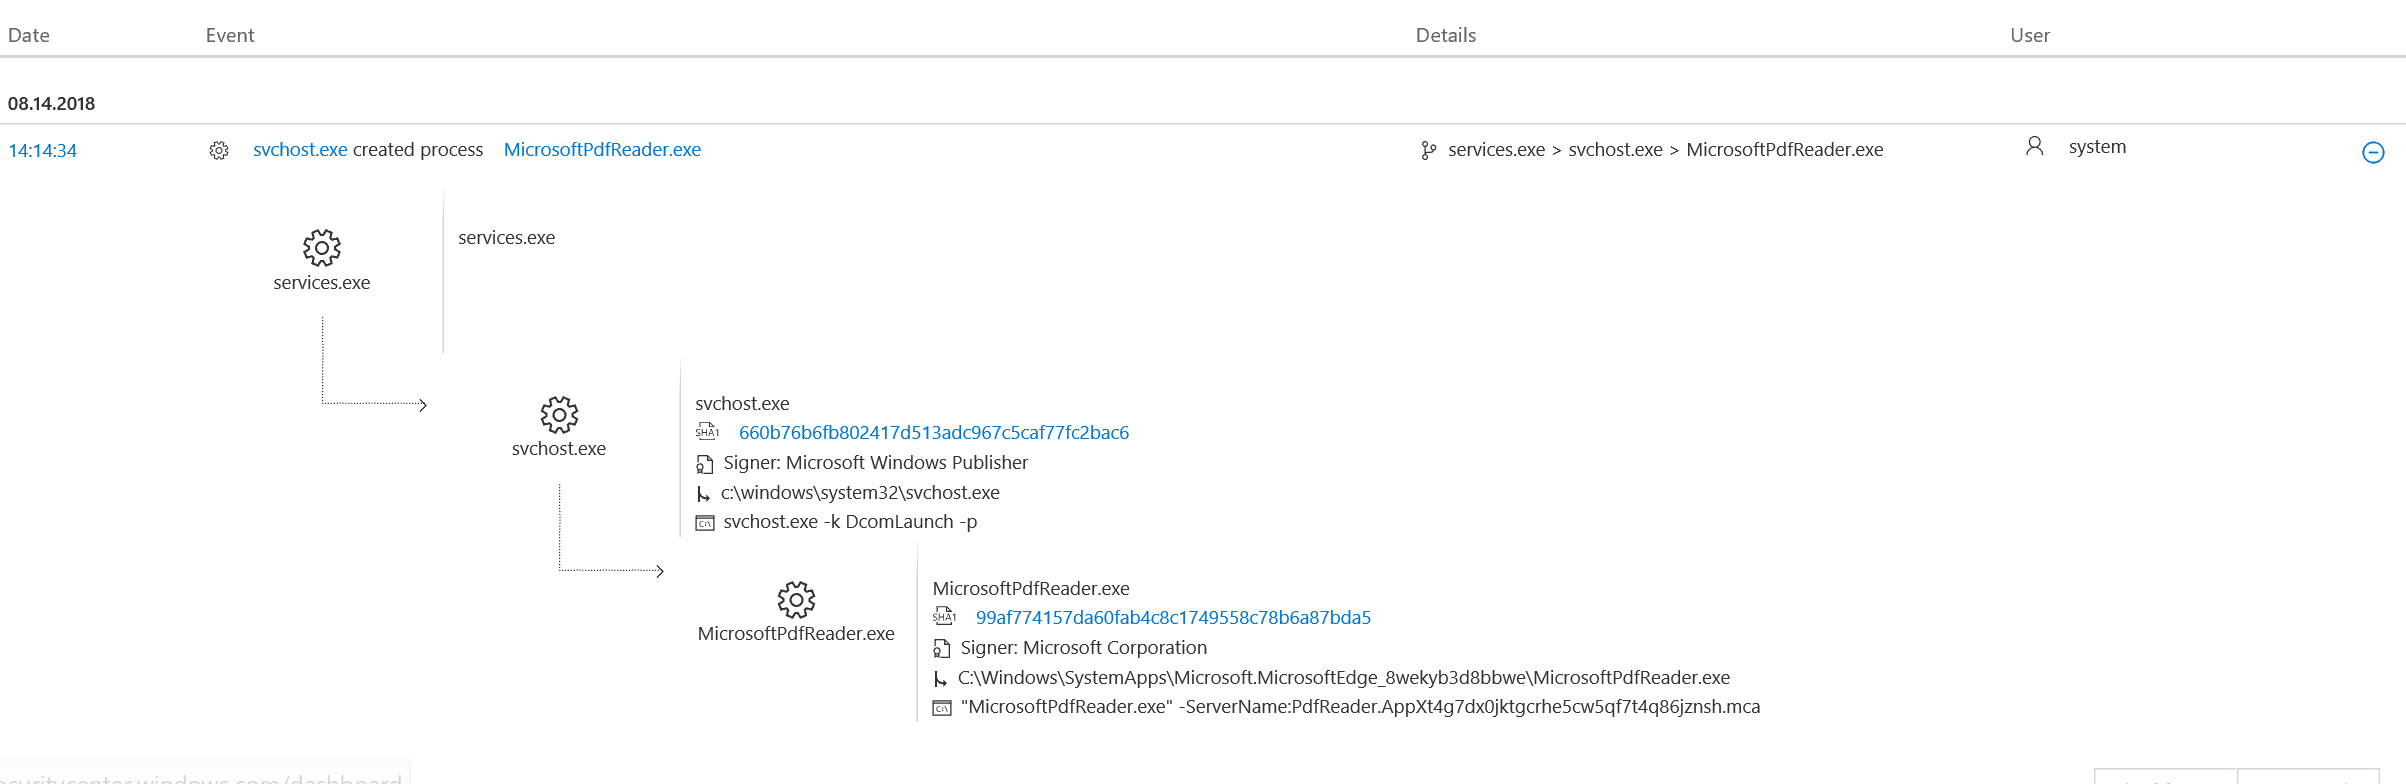 Date Event Details User
08.14.2018
14:14:34 svchost.exe created process MicrosoftPdfReader.exe services.exe > svchost.exe > MicrosoftPdfReader.exe system
services.exe
services.exe
svchost.exe
SHA1 660b76b6fb802417d513adc967c5caf77fc2bac6
svchost.exe
Signer: Microsoft Windows Publisher
c:\windows\system32\svchost.exe
C:\ svchost.exe -k DcomLaunch -p
MicrosoftPdfReader.exe
SHA1 99af774157da60fab4c8c1749558c78b6a87bda5
MicrosoftPdfReader.exe
Signer: Microsoft Corporation
C:\Windows\SystemApps\Microsoft.MicrosoftEdge_8wekyb3d8bbwe\MicrosoftPdfReader.exe
C:\ "MicrosoftPdfReader.exe" -ServerName:PdfReader.AppXt4g7dx0jktgcrhe5cw5qf7t4q86jznsh.mca
ecuritycenter.windows.com/dashboard